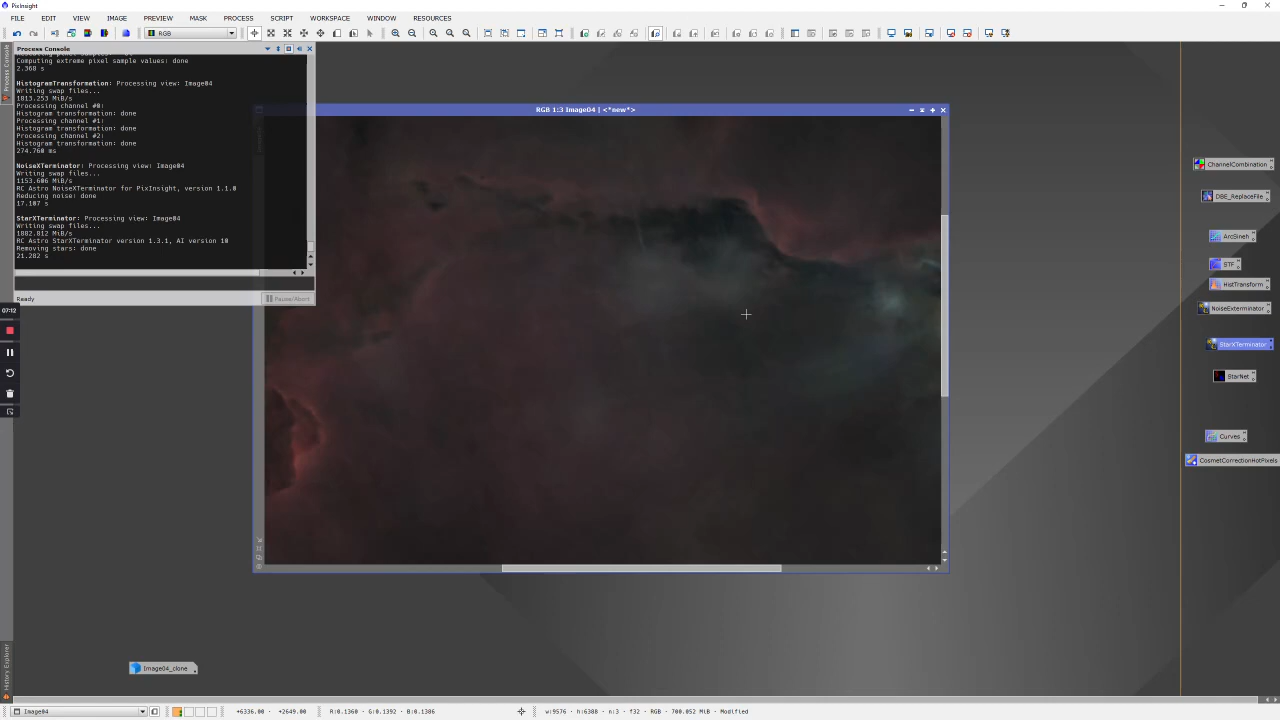 PixInsight
FILE EDIT VIEW IMAGE PREVIEW MASK PROCESS SCRIPT WORKSPACE WINDOW RESOURCES
RGB
Process Console
Process Console
Computing extreme pixel sample values: done
2.368 s
HistogramTransformation: Processing view: Image04
Writing swap files...
1813.253 MiB/s
Processing channel #0:
Histogram transformation: done
Processing channel #1:
Histogram transformation: done
Processing channel #2:
Histogram transformation: done
274.760 ms
NoiseXTerminator: Processing view: Image04
Writing swap files...
1153.606 MiB/s
RC Astro NoiseXTerminator for PixInsight, version 1.1.0
Reducing noise: done
17.107 s
StarXTerminator: Processing view: Image04
Writing swap files...
1882.812 MiB/s
RC Astro StarXTerminator version 1.3.1, AI version 10
Removing stars: done
21.282 s
Ready Pause/Abort
RGB 1:3 Image04 | <*new*>
07:12
ChannelCombination
DBE_ReplaceFile
ArcSineh
STF
HistTransform
NoiseExterminator
StarXTerminator
StarNet
Curves
CosmetCorrectionHotPixels
History Explorer
Image04_clone
Image04 +6336.00 · +2649.00 R:0.1360 · G:0.1392 · B:0.1386 w:9576 · h:6388 · n:3 · f32 · RGB · 700.052 MiB · Modified